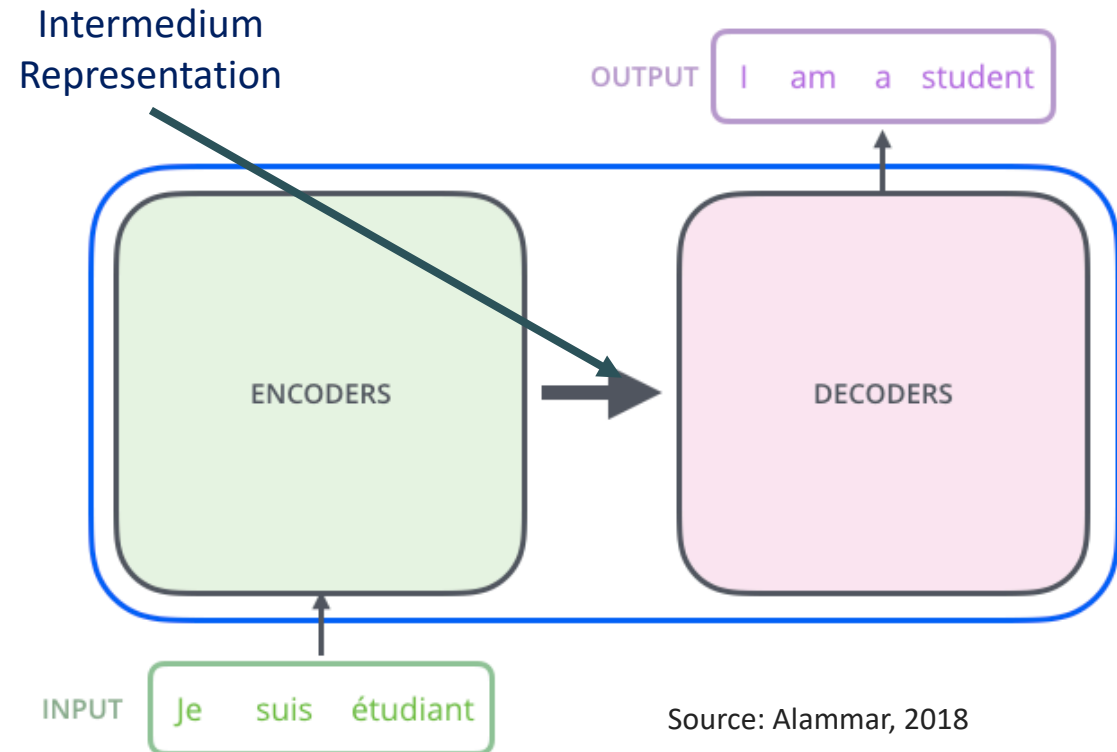 Intermedium
Representation
OUTPUT I am a student
ENCODERS
DECODERS
INPUT Je suis étudiant
Source: Alammar, 2018